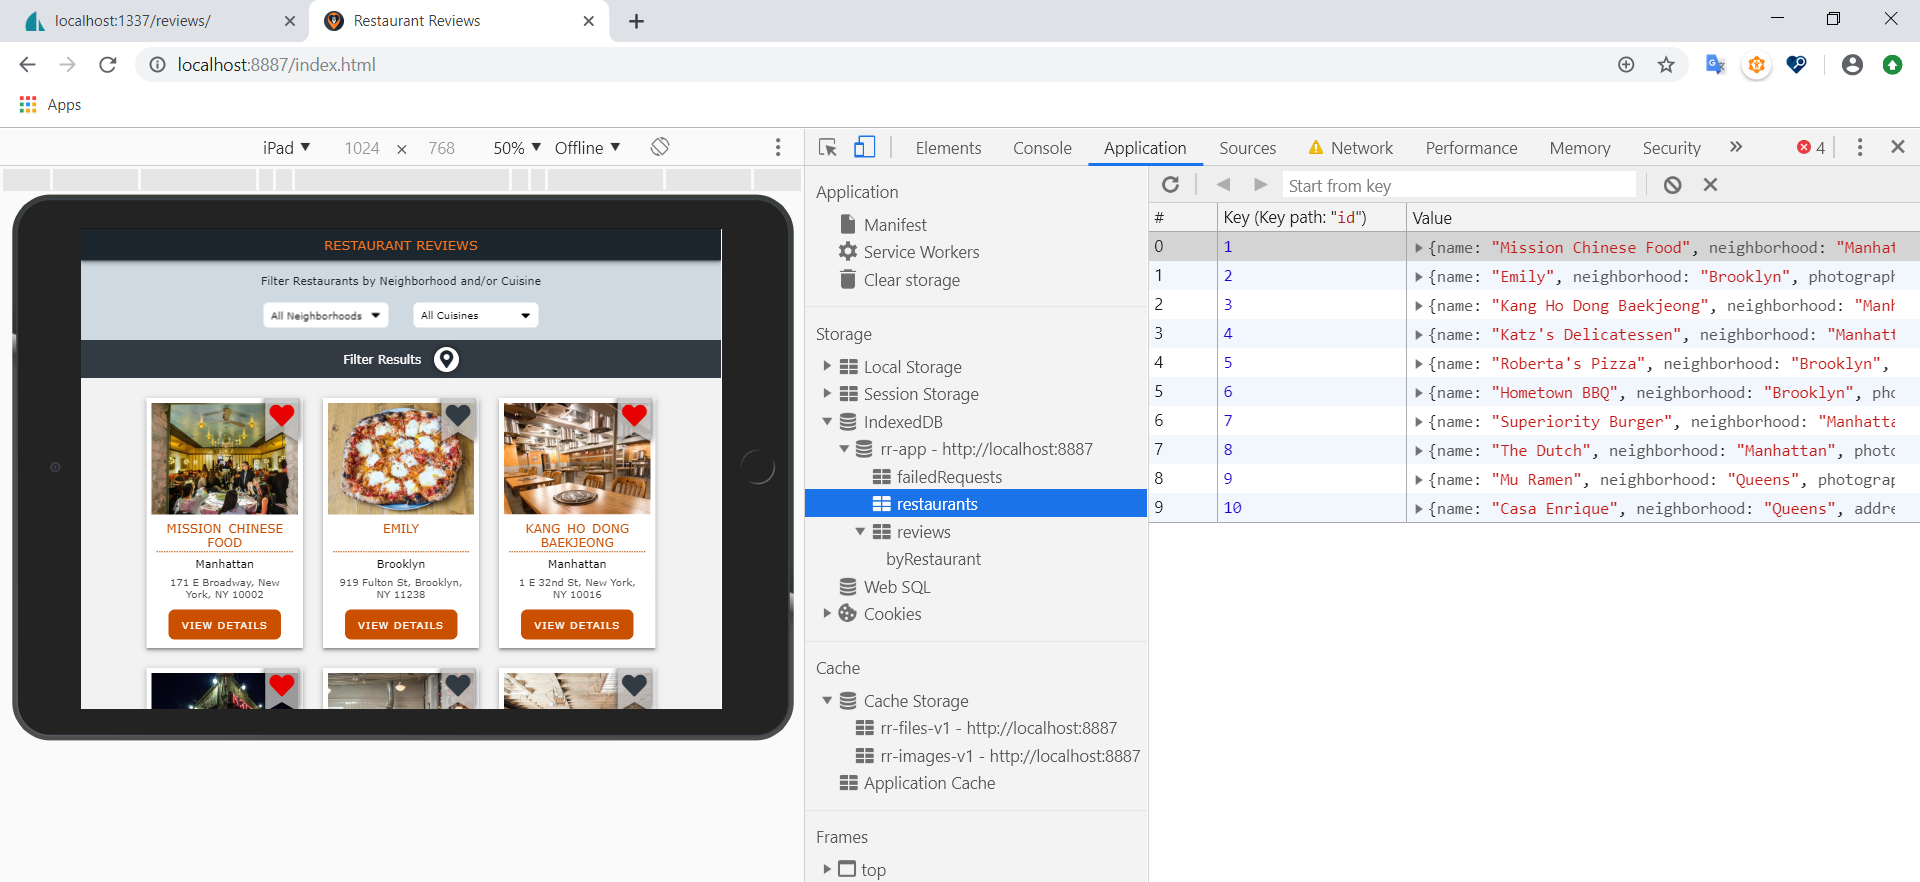 localhost:1337/reviews/
Restaurant Reviews
localhost:8887/index.html
Apps
iPad 1024 × 768 50% Offline
RESTAURANT REVIEWS
Filter Restaurants by Neighborhood and/or Cuisine
All Neighborhoods All Cuisines
Filter Results
MISSION CHINESE FOOD
Manhattan
171 E Broadway, New
York, NY 10002
VIEW DETAILS
EMILY
Brooklyn
919 Fulton St, Brooklyn,
NY 11238
VIEW DETAILS
KANG HO DONG
BAEKJEONG
Manhattan
1 E 32nd St, New York,
NY 10016
VIEW DETAILS
Elements Console Application Sources Network Performance Memory Security » 4
Application
Manifest
Service Workers
Clear storage
Storage
Local Storage
Session Storage
IndexedDB
rr-app - http://localhost:8887
failedRequests
restaurants
reviews
byRestaurant
Web SQL
Cookies
Cache
Cache Storage
rr-files-v1 - http://localhost:8887
rr-images-v1 - http://localhost:8887
Application Cache
Frames
top
Start from key
# Key (Key path: "id") Value
0 1 {name: "Mission Chinese Food", neighborhood: "Manhat
1 2 {name: "Emily", neighborhood: "Brooklyn", photograph
2 3 {name: "Kang Ho Dong Baekjeong", neighborhood: "Manh
3 4 {name: "Katz's Delicatessen", neighborhood: "Manhatt
4 5 {name: "Roberta's Pizza", neighborhood: "Brooklyn",
5 6 {name: "Hometown BBQ", neighborhood: "Brooklyn", pho
6 7 {name: "Superiority Burger", neighborhood: "Manhatta
7 8 {name: "The Dutch", neighborhood: "Manhattan", photo
8 9 {name: "Mu Ramen", neighborhood: "Queens", photograp
9 10 {name: "Casa Enrique", neighborhood: "Queens", addre